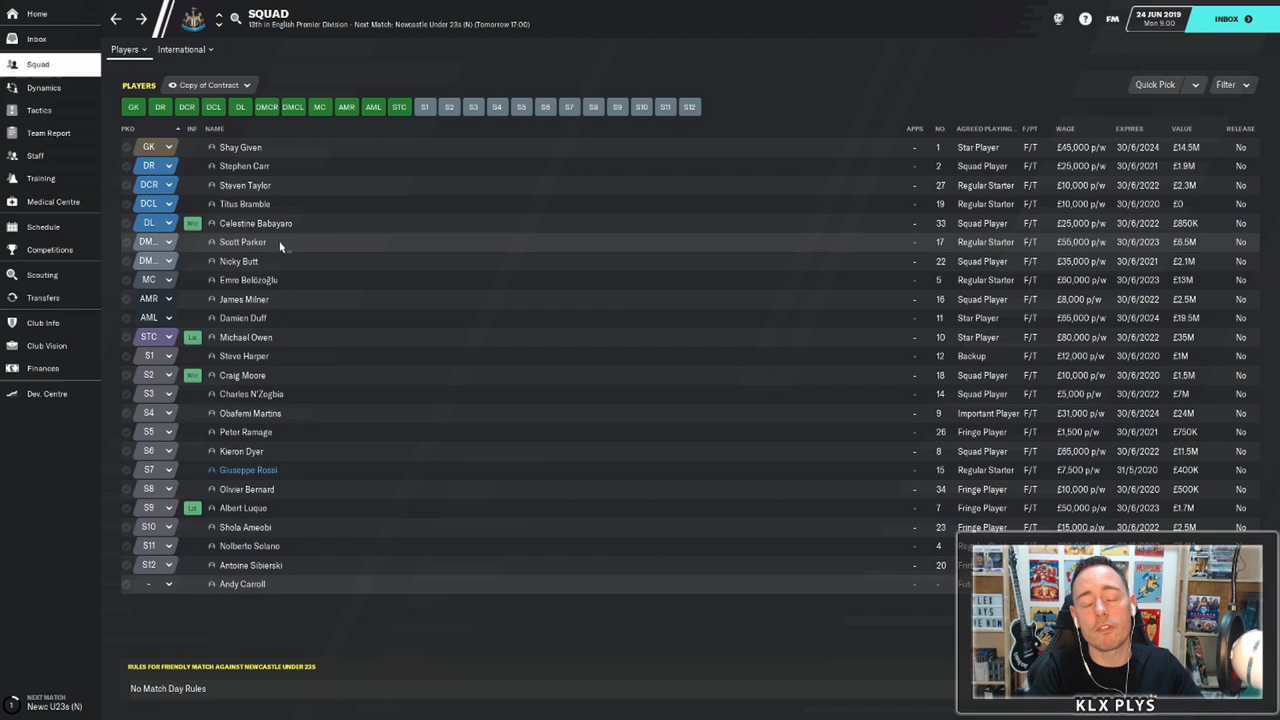 Home
Inbox
Squad
Dynamics
Tactics
Team Report
Staff
Training
Medical Centre
Schedule
Competitions
Scouting
Transfers
Club Info
Club Vision
Finances
Dev. Centre
NEXT MATCH
Newc U23s (N)
SQUAD
13th in English Premier Division - Next Match: Newcastle Under 23s (Tomorrow 17:00)
FM
24 JUN 2019
Mon 9:00
INBOX
Players
International
PLAYERS
Copy of Contract
Quick Pick
Filter
GK DR DCR DCL DL DMCR DMCL MC AMR AML STC S1 S2 S3 S4 S5 S6 S7 S8 S9 S10 S11 S12
PKD INF NAME APPS NO. AGREED PLAYING... F/PT WAGE EXPIRES VALUE RELEASE
GK Shay Given - 1 Star Player F/T £45,000 p/w 30/6/2024 £14.5M No
DR Stephen Carr - 2 Squad Player F/T £25,000 p/w 30/6/2021 £1.9M No
DCR Steven Taylor - 27 Regular Starter F/T £10,000 p/w 30/6/2022 £2.3M No
DCL Titus Bramble - 19 Regular Starter F/T £10,000 p/w 30/6/2020 £0 No
DL Wnt Celestine Babayaro - 33 Squad Player F/T £25,000 p/w 30/6/2022 £850K No
DM... Scott Parker - 17 Regular Starter F/T £55,000 p/w 30/6/2023 £6.5M No
DM... Nicky Butt - 22 Squad Player F/T £35,000 p/w 30/6/2021 £2.1M No
MC Emre Belözoğlu - 5 Regular Starter F/T £60,000 p/w 30/6/2023 £13M No
AMR James Milner - 16 Squad Player F/T £8,000 p/w 30/6/2022 £2.5M No
AML Damien Duff - 11 Star Player F/T £65,000 p/w 30/6/2024 £19.5M No
STC Lst Michael Owen - 10 Star Player F/T £80,000 p/w 30/6/2022 £35M No
S1 Steve Harper - 12 Backup F/T £12,000 p/w 30/6/2020 £1M No
S2 Wnt Craig Moore - 18 Squad Player F/T £30,000 p/w 30/6/2020 £1.5M No
S3 Charles N'Zogbia - 14 Squad Player F/T £5,000 p/w 30/6/2022 £7M No
S4 Obafemi Martins - 9 Important Player F/T £31,000 p/w 30/6/2024 £24M No
S5 Peter Ramage - 26 Fringe Player F/T £1,500 p/w 30/6/2021 £750K No
S6 Kieron Dyer - 8 Squad Player F/T £65,000 p/w 30/6/2022 £11.5M No
S7 Giuseppe Rossi - 15 Regular Starter F/T £7,500 p/w 31/5/2020 £400K No
S8 Olivier Bernard - 34 Fringe Player F/T £10,000 p/w 30/6/2020 £500K No
S9 Lst Albert Luque - 7 Fringe Player F/T £50,000 p/w 30/6/2023 £1.7M No
S10 Shola Ameobi - 23 Fringe Player F/T £15,000 p/w £2.5M No
S11 Nolberto Solano - 4
S12 Antoine Sibierski - 20
- Andy Carroll - -
RULES FOR FRIENDLY MATCH AGAINST NEWCASTLE UNDER 23S
No Match Day Rules
KLX PLYS